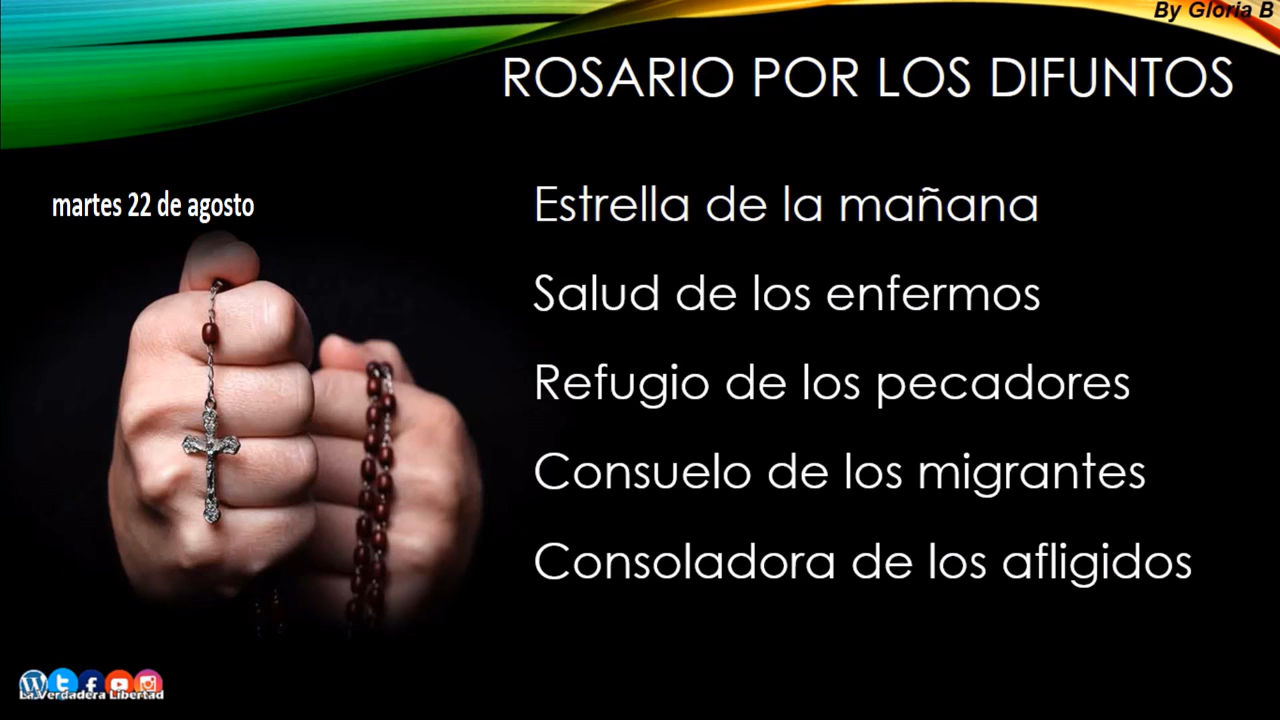 By Gloria B
ROSARIO POR LOS DIFUNTOS
martes 22 de agosto
Estrella de la mañana
Salud de los enfermos
Refugio de los pecadores
Consuelo de los migrantes
Consoladora de los afligidos
La Verdadera Libertad